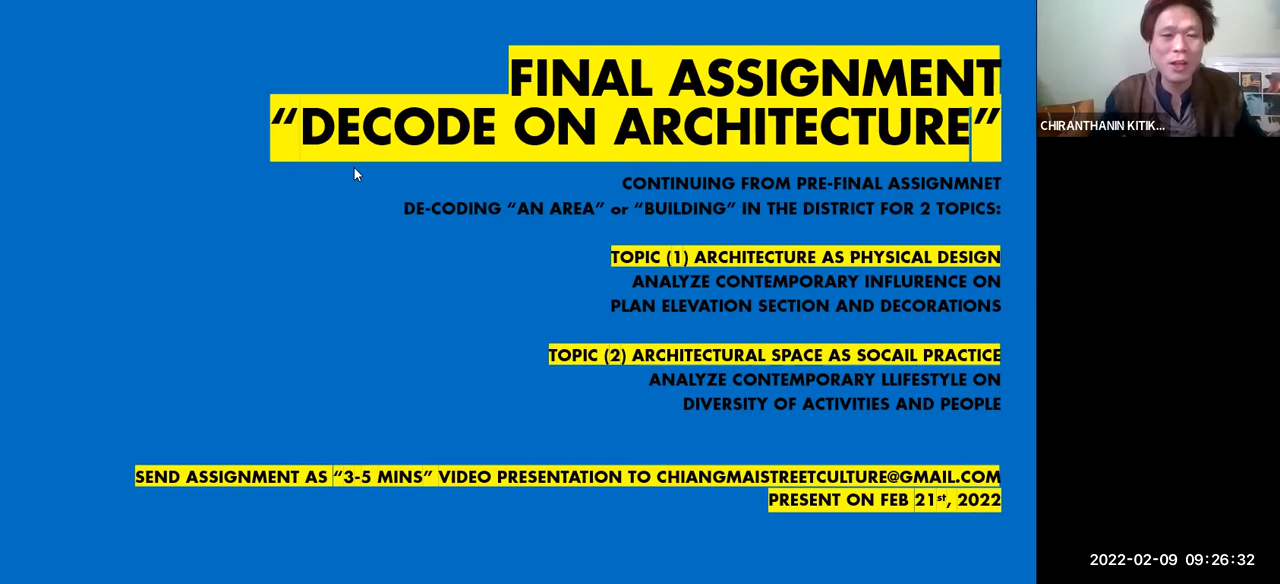 FINAL ASSIGNMENT
“DECODE ON ARCHITECTURE”
CONTINUING FROM PRE-FINAL ASSIGNMNET
DE-CODING “AN AREA” or “BUILDING” IN THE DISTRICT FOR 2 TOPICS:
TOPIC (1) ARCHITECTURE AS PHYSICAL DESIGN
ANALYZE CONTEMPORARY INFLURENCE ON
PLAN ELEVATION SECTION AND DECORATIONS
TOPIC (2) ARCHITECTURAL SPACE AS SOCAIL PRACTICE
ANALYZE CONTEMPORARY LLIFESTYLE ON
DIVERSITY OF ACTIVITIES AND PEOPLE
SEND ASSIGNMENT AS “3-5 MINS” VIDEO PRESENTATION TO CHIANGMAISTREETCULTURE@GMAIL.COM
PRESENT ON FEB 21st, 2022
CHIRANTHANIN KITIK...
2022-02-09 09:26:32